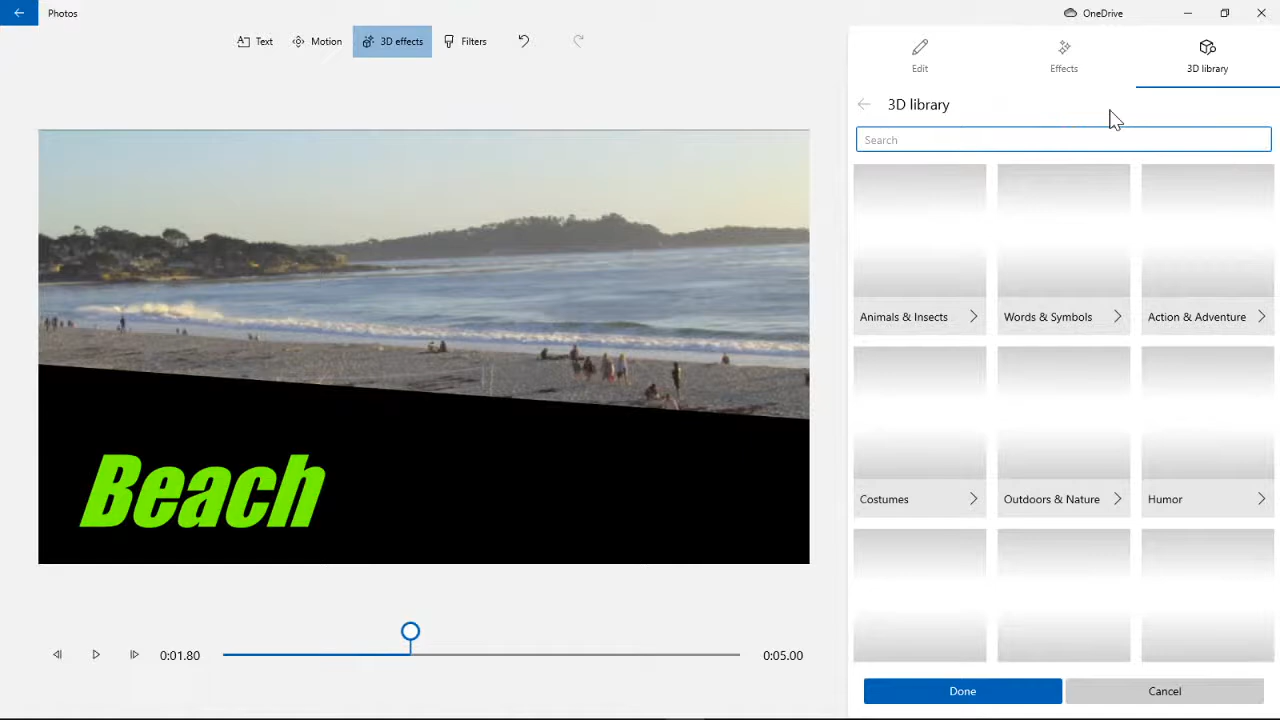 Photos
OneDrive
Text
Motion
3D effects
Filters
Edit
Effects
3D library
3D library
Search
Animals & Insects
Words & Symbols
Action & Adventure
Costumes
Outdoors & Nature
Humor
Beach
0:01.80
0:05.00
Done
Cancel